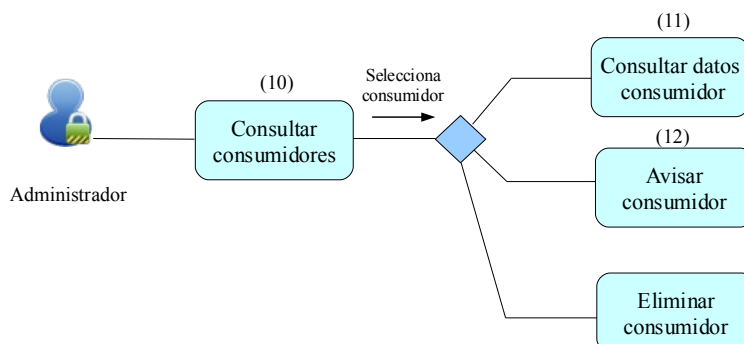 (11)
Consultar datos
consumidor
(10)
Selecciona
consumidor
Consultar
consumidores
(12)
Avisar
consumidor
Administrador
Eliminar
consumidor